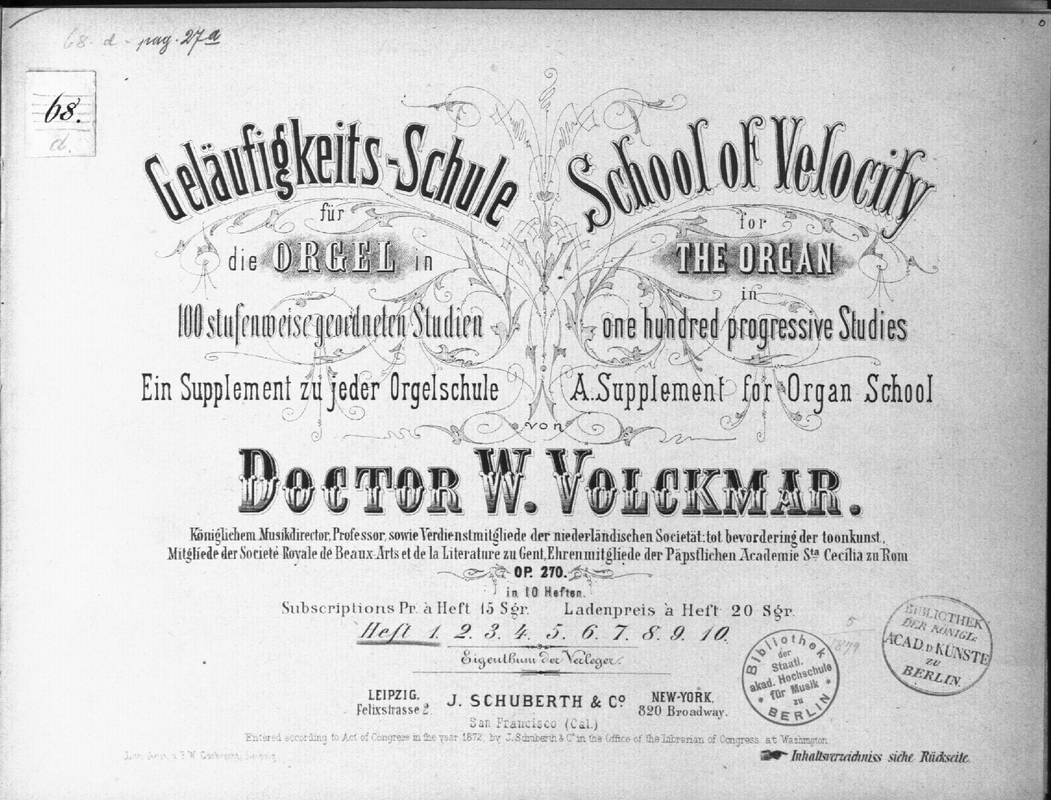 68. d - pag. 27a
68.
d.
Geläufigkeits-Schule
für
die ORGEL in
100 stufenweise geordneten Studien
Ein Supplement zu jeder Orgelschule
School of Velocity
for
THE ORGAN
in
one hundred progressive Studies
A. Supplement for Organ School
von
DOCTOR W. VOLCKMAR.
Königlichem Musikdirector, Professor, sowie Verdienstmitgliede der niederländischen Societät: tot bevordering der toonkunst,
Mitgliede der Societé Royale de Beaux-Arts et de la Literature zu Gent, Ehrenmitgliede der Päpstlichen Academie Sta Cecilia zu Rom
OP. 270.
in 10 Heften.
Subscriptions Pr. à Heft 15 Sgr. Ladenpreis à Heft 20 Sgr.
Heft 1. 2. 3. 4. 5. 6. 7. 8. 9. 10.
Eigenthum der Verleger.
LEIPZIG, Felixstrasse 2.
J. SCHUBERTH & Co
NEW-YORK, 820 Broadway.
San Francisco (Cal.)
Entered according to Act of Congress in the year 1872, by J. Schuberth & Co in the Office of the Librarian of Congress at Washington
Inhaltsverzeichniss siehe Rückseite.
Bibliothek
der
Staatl.
akad. Hochschule
für Musik
zu
BERLIN
5
1879
BIBLIOTHEK
DER KÖNIGL:
ACAD. D. KÜNSTE
zu
BERLIN.